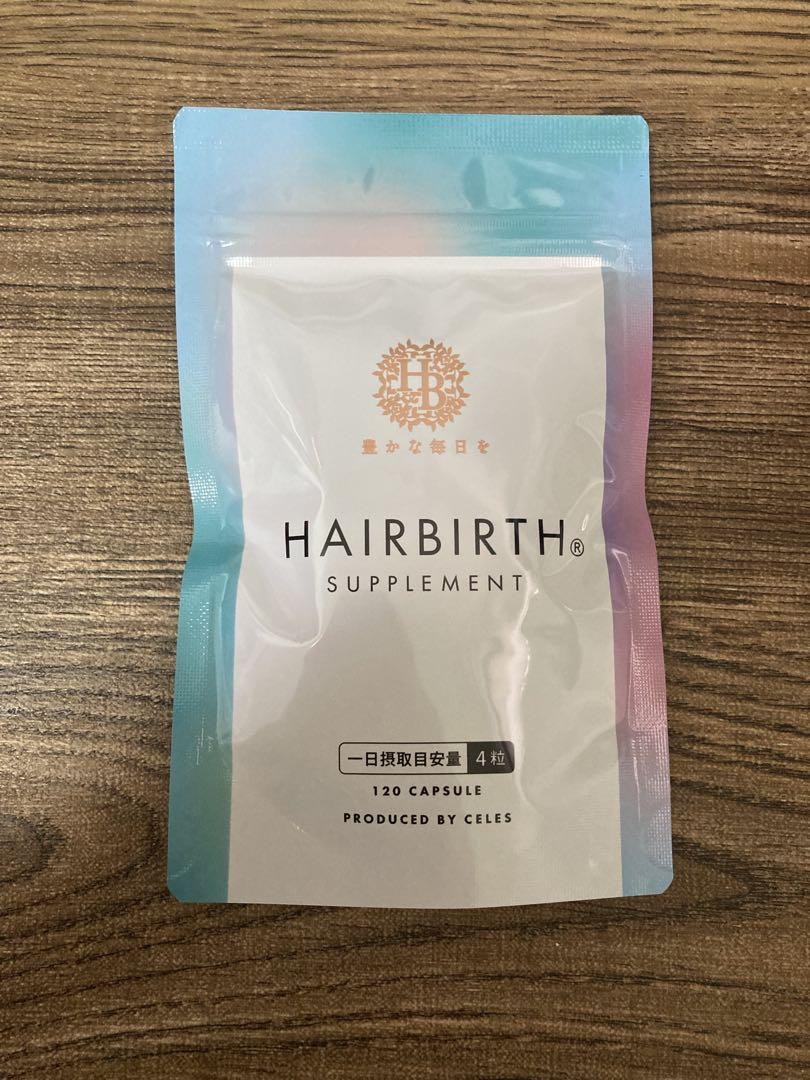 HB
豊かな毎日を
HAIRBIRTH®
SUPPLEMENT
一日摂取目安量 4粒
120 CAPSULE
PRODUCED BY CELES